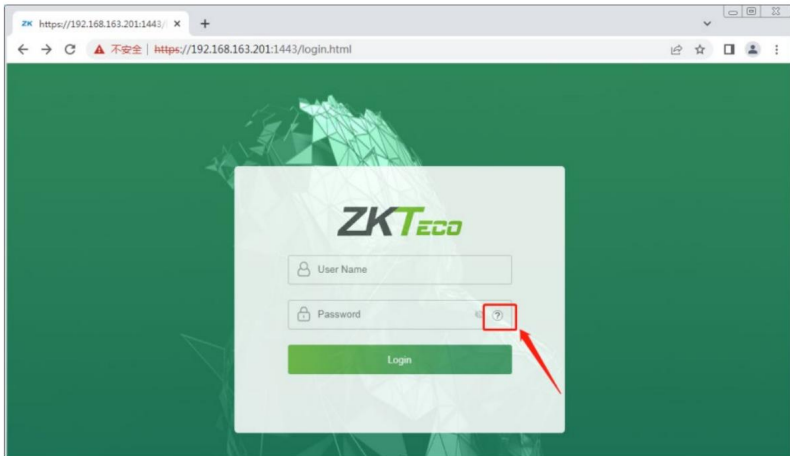 ZK https://192.168.163.201:1443/
不安全 | https://192.168.163.201:1443/login.html
ZKTECO
User Name
Password
Login